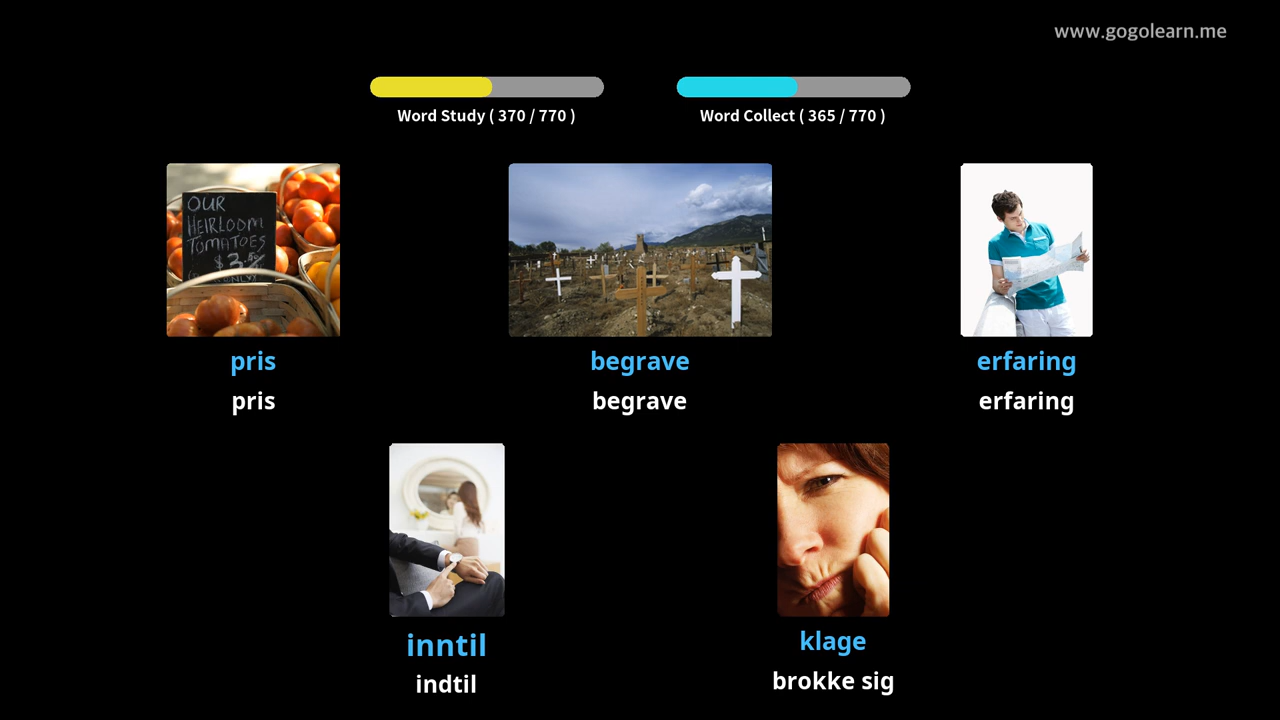 www.gogolearn.me
Word Study ( 370 / 770 )
Word Collect ( 365 / 770 )
OUR
HEIRLOOM
TOMATOES
pris
begrave
erfaring
pris
begrave
erfaring
inntil
klage
indtil
brokke sig